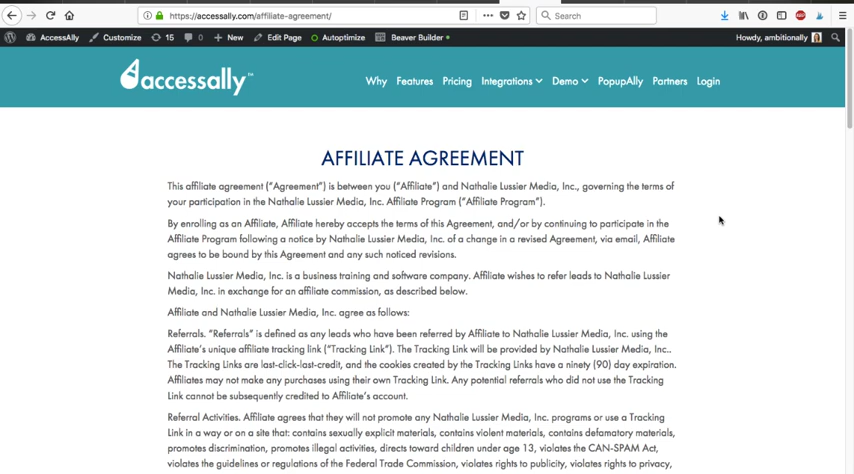 https://accessally.com/affiliate-agreement/
Search
AccessAlly Customize 15 0 New Edit Page Autoptimize Beaver Builder Howdy, ambitionally
accessally™ Why Features Pricing Integrations Demo PopupAlly Partners Login
AFFILIATE AGREEMENT
This affiliate agreement (“Agreement”) is between you (“Affiliate”) and Nathalie Lussier Media, Inc., governing the terms of
your participation in the Nathalie Lussier Media, Inc. Affiliate Program (“Affiliate Program”).
By enrolling as an Affiliate, Affiliate hereby accepts the terms of this Agreement, and/or by continuing to participate in the
Affiliate Program following a notice by Nathalie Lussier Media, Inc. of a change in a revised Agreement, via email, Affiliate
agrees to be bound by this Agreement and any such noticed revisions.
Nathalie Lussier Media, Inc. is a business training and software company. Affiliate wishes to refer leads to Nathalie Lussier
Media, Inc. in exchange for an affiliate commission, as described below.
Affiliate and Nathalie Lussier Media, Inc. agree as follows:
Referrals. “Referrals” is defined as any leads who have been referred by Affiliate to Nathalie Lussier Media, Inc. using the
Affiliate’s unique affiliate tracking link (“Tracking Link”). The Tracking Link will be provided by Nathalie Lussier Media, Inc..
The Tracking Links are last-click-last-credit, and the cookies created by the Tracking Links have a ninety (90) day expiration.
Affiliates may not make any purchases using their own Tracking Link. Any potential referrals who did not use the Tracking
Link cannot be subsequently credited to Affiliate’s account.
Referral Activities. Affiliate agrees that they will not promote any Nathalie Lussier Media, Inc. programs or use a Tracking
Link in a way or on a site that: contains sexually explicit materials, contains violent materials, contains defamatory materials,
promotes discrimination, promotes illegal activities, directs toward children under age 13, violates the CAN-SPAM Act,
violates the guidelines or regulations of the Federal Trade Commission, violates rights to publicity, violates rights to privacy,